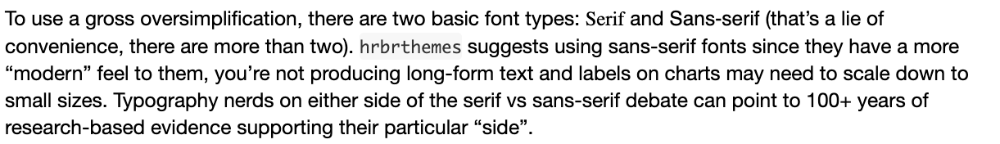 To use a gross oversimplification, there are two basic font types: Serif and Sans-serif (that’s a lie of
convenience, there are more than two). hrbrthemes suggests using sans-serif fonts since they have a more
“modern” feel to them, you’re not producing long-form text and labels on charts may need to scale down to
small sizes. Typography nerds on either side of the serif vs sans-serif debate can point to 100+ years of
research-based evidence supporting their particular “side”.